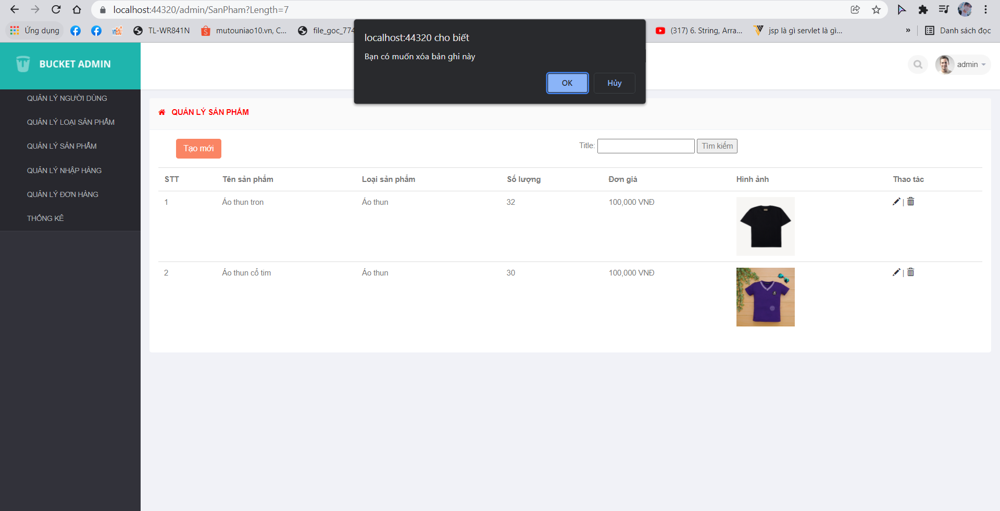 localhost:44320/admin/SanPham?Length=7
Ứng dụng
TL-WR841N
mutouniao10.vn, C...
file_goc_774
(317) 6. String, Arra...
jsp là gì servlet là gì...
»
Danh sách đọc
localhost:44320 cho biết
Bạn có muốn xóa bản ghi này
OK
Hủy
BUCKET ADMIN
admin
QUẢN LÝ NGƯỜI DÙNG
QUẢN LÝ LOẠI SẢN PHẨM
QUẢN LÝ SẢN PHẨM
QUẢN LÝ NHẬP HÀNG
QUẢN LÝ ĐƠN HÀNG
THỐNG KÊ
QUẢN LÝ SẢN PHẨM
Tạo mới
Title:
Tìm kiếm
STT Tên sản phẩm Loại sản phẩm Số lượng Đơn giá Hình ảnh Thao tác
1 Áo thun tron Áo thun 32 100,000 VNĐ |
2 Áo thun cổ tim Áo thun 30 100,000 VNĐ |